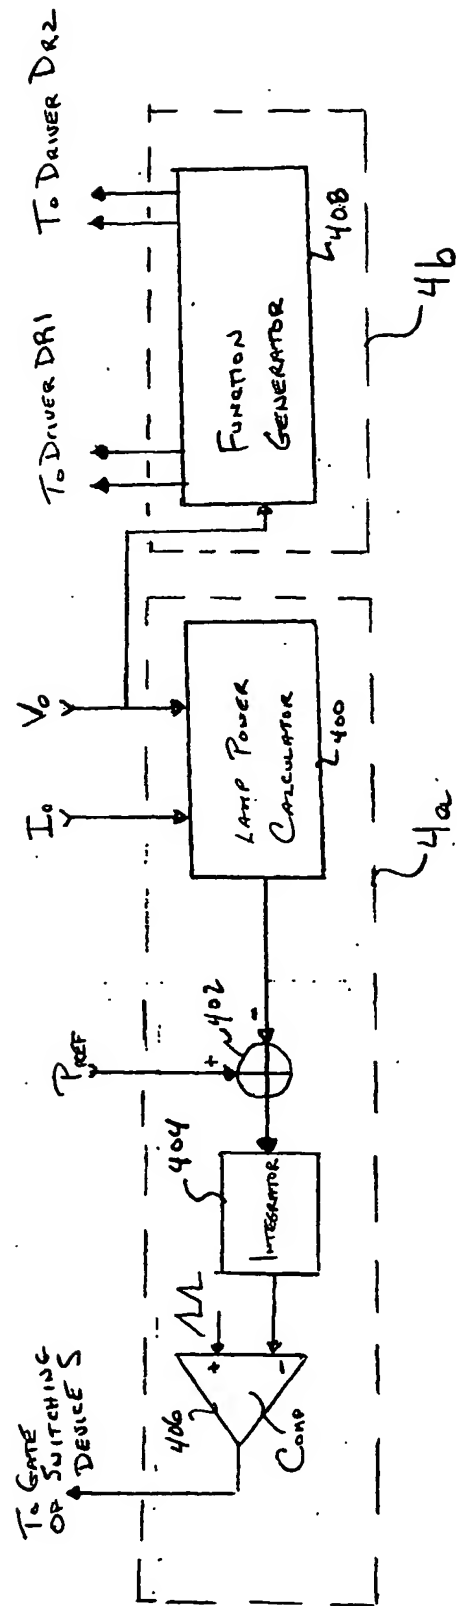 To Gate
of Switching
Device S
PREF
Io
Vo
To Driver DR1
To Driver DR2
406
+
-
Comp
404
Integrator
+
402
-
Lamp Power
Calculator
400
4a
Function
Generator
408
4b